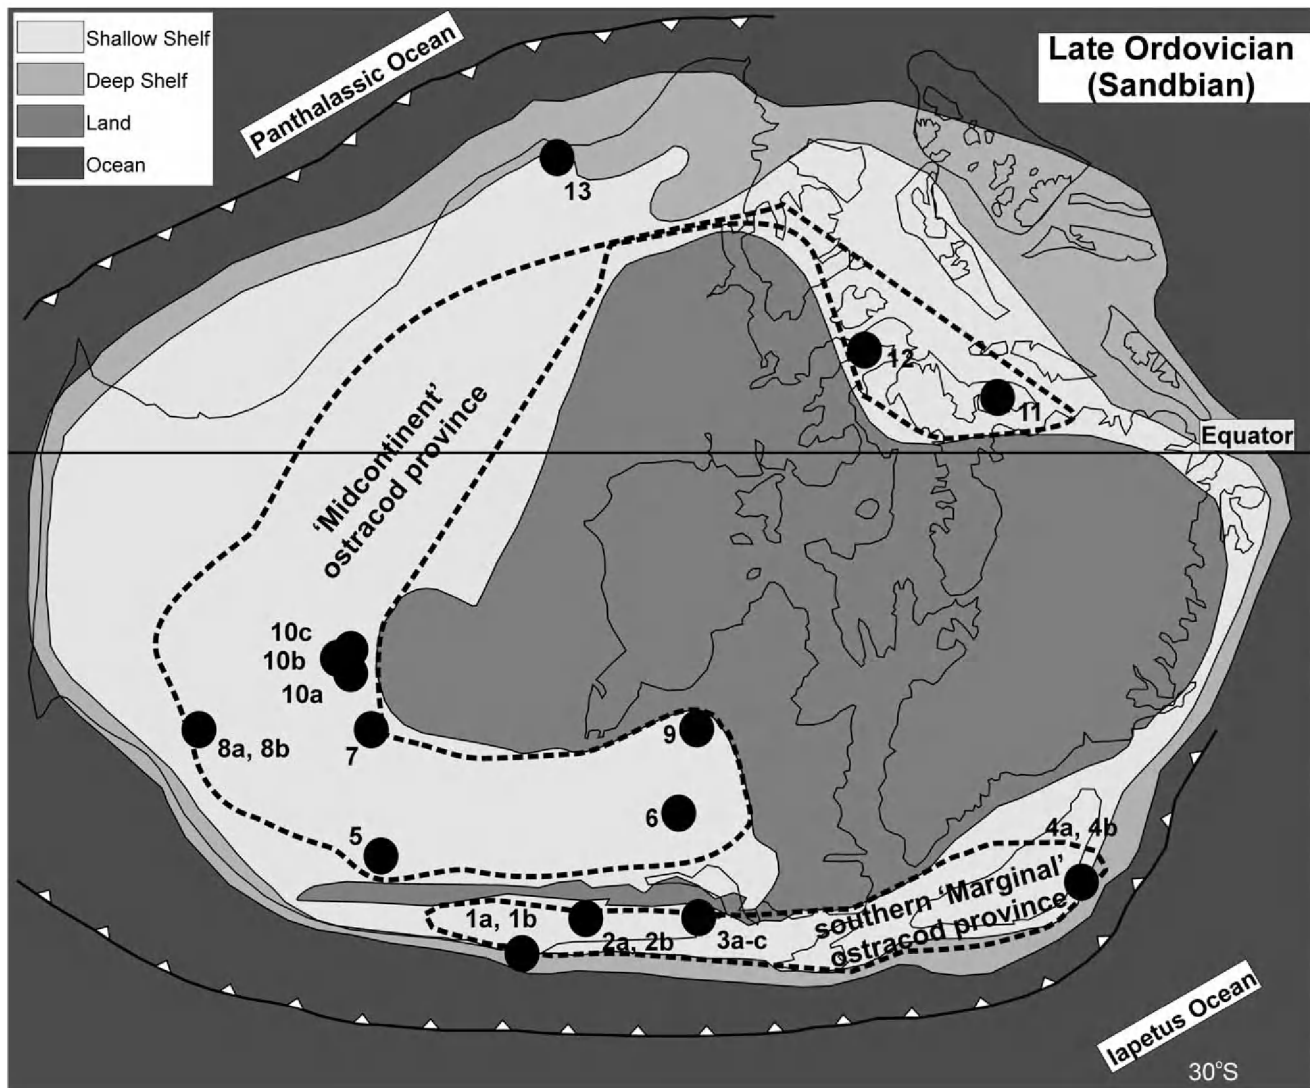 Shallow Shelf
Deep Shelf
Land
Ocean
Panthalassic Ocean
Late Ordovician
(Sandbian)
13
12
11
Equator
'Midcontinent'
ostracod province
10c
10b
10a
8a, 8b
7
9
5
6
4a, 4b
1a, 1b
2a, 2b
3a-c
southern 'Marginal'
ostracod province
Iapetus Ocean
30°S